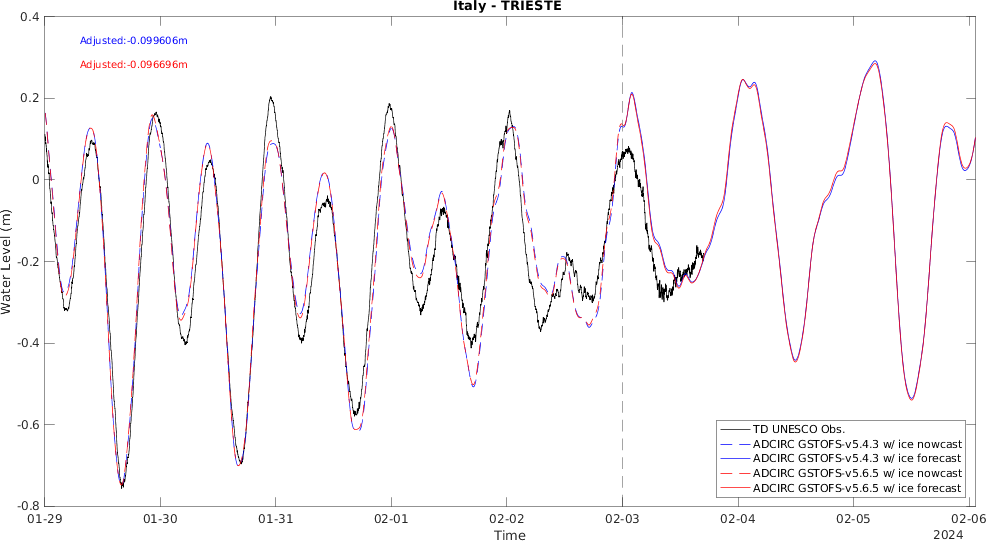 Italy - TRIESTE
Adjusted:-0.099606m
Adjusted:-0.096696m
Water Level (m)
0.4
0.2
0
-0.2
-0.4
-0.6
-0.8
01-29
01-30
01-31
02-01
02-02
02-03
02-04
02-05
02-06
Time
2024
TD UNESCO Obs.
ADCIRC GSTOFS-v5.4.3 w/ ice nowcast
ADCIRC GSTOFS-v5.4.3 w/ ice forecast
ADCIRC GSTOFS-v5.6.5 w/ ice nowcast
ADCIRC GSTOFS-v5.6.5 w/ ice forecast